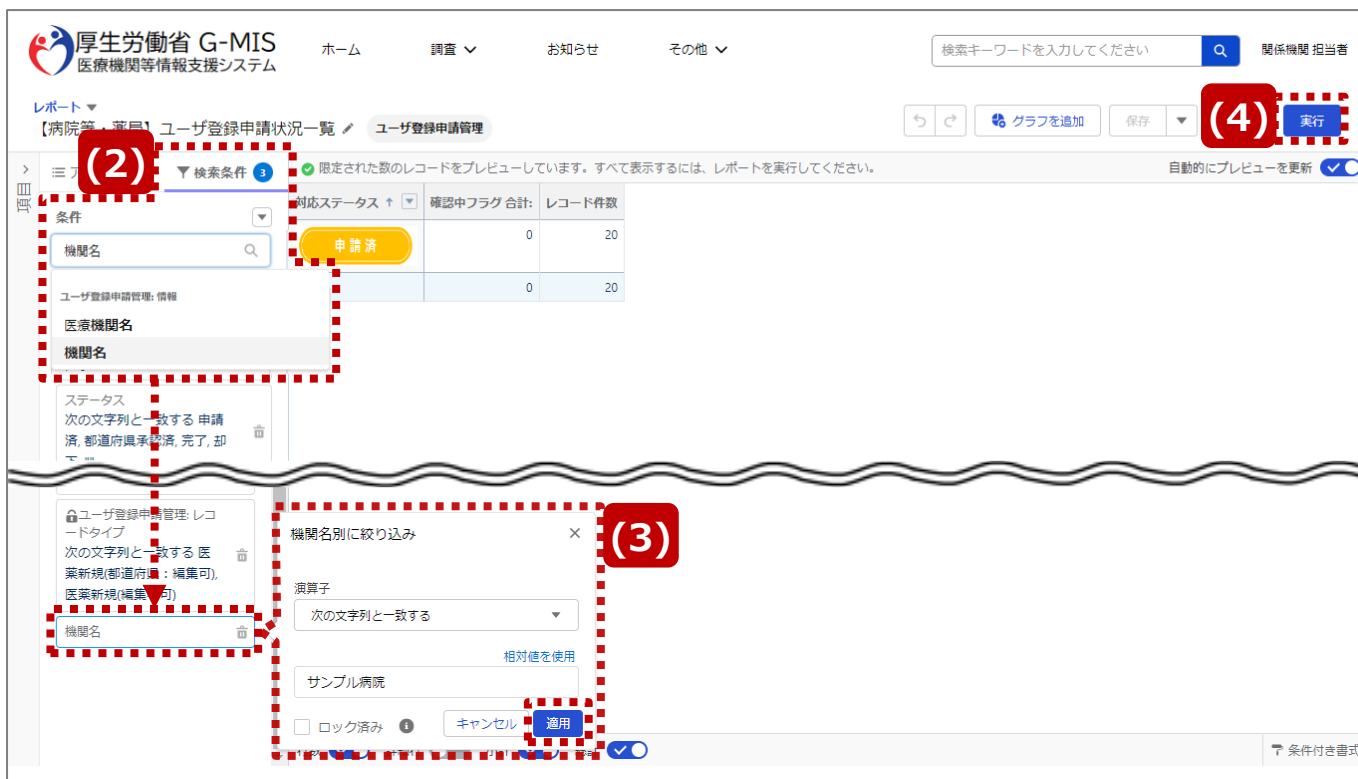 厚生労働省 G-MIS
医療機関等情報支援システム
ホーム
調査
お知らせ
その他
検索キーワードを入力してください
関係機関 担当者
レポート
【病院等・薬局】ユーザ登録申請状況一覧
ユーザ登録申請管理
グラフを追加
保存
(4)
実行
項目
(2)
検索条件 3
限定された数のレコードをプレビューしています。すべて表示するには、レポートを実行してください。
自動的にプレビューを更新
条件
機関名
ユーザ登録申請管理: 情報
医療機関名
機関名
対応ステータス ↑
確認中フラグ 合計:
レコード件数
申請済
0
20
0
20
ステータス
次の文字列と一致する 申請
済, 都道府県承認済, 完了, 却
ユーザ登録申請管理: レコ
ードタイプ
次の文字列と一致する 医
薬新規(都道府県：編集可),
医薬新規(編集不可)
機関名
機関名別に絞り込み
(3)
演算子
次の文字列と一致する
相対値を使用
サンプル病院
ロック済み
キャンセル
適用
条件付き書式